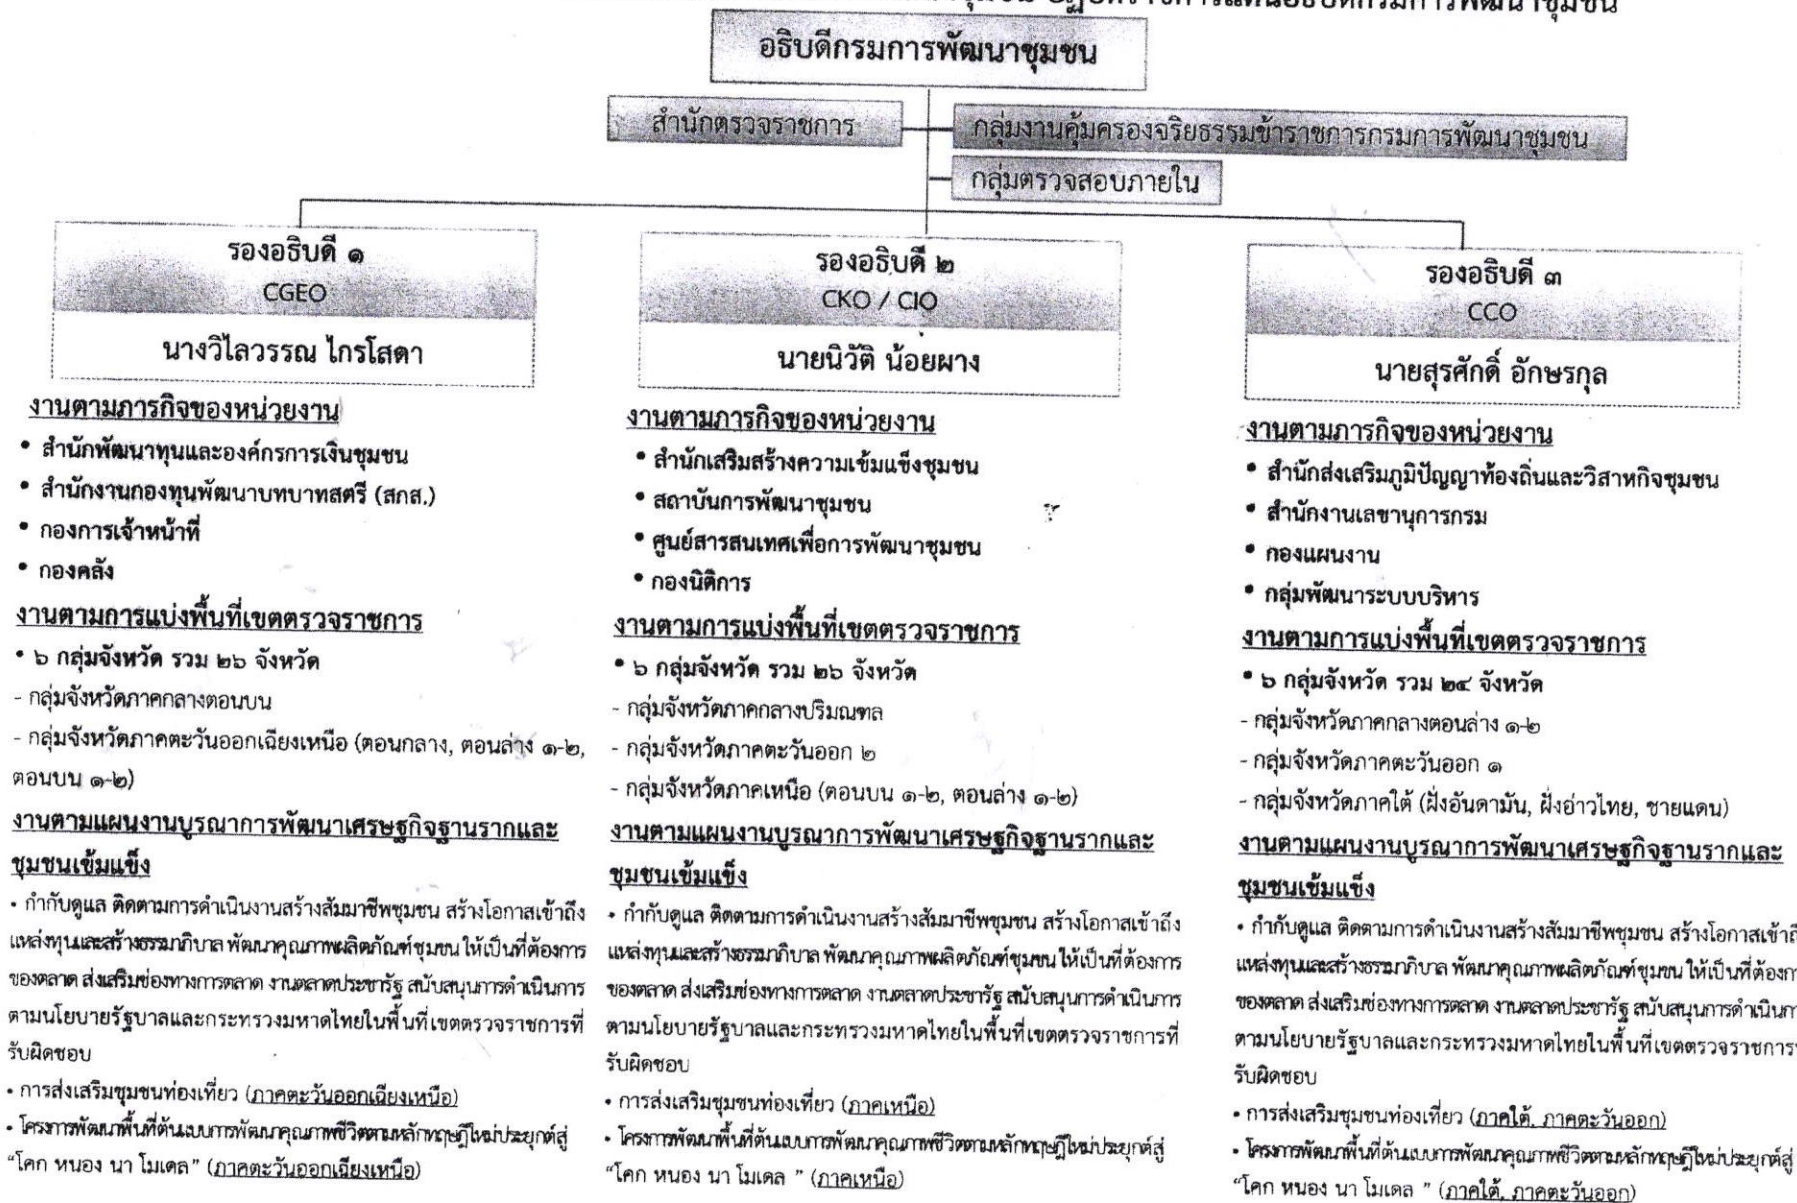 ปฏิบัติราชการแทนอธิบดีกรมการพัฒนาชุมชน
อธิบดีกรมการพัฒนาชุมชน
สำนักตรวจราชการ
กลุ่มงานคุ้มครองจริยธรรมข้าราชการกรมการพัฒนาชุมชน
กลุ่มตรวจสอบภายใน
รองอธิบดี ๑
CGEO
นางวิไลวรรณ ไกรโสดา
งานตามภารกิจของหน่วยงาน
• สำนักพัฒนาทุนและองค์กรการเงินชุมชน
• สำนักงานกองทุนพัฒนาบทบาทสตรี (สกส.)
• กองการเจ้าหน้าที่
• กองคลัง
งานตามการแบ่งพื้นที่เขตตรวจราชการ
• ๖ กลุ่มจังหวัด รวม ๒๖ จังหวัด
- กลุ่มจังหวัดภาคกลางตอนบน
- กลุ่มจังหวัดภาคตะวันออกเฉียงเหนือ (ตอนกลาง, ตอนล่าง ๑-๒,
ตอนบน ๑-๒)
งานตามแผนงานบูรณาการพัฒนาเศรษฐกิจฐานรากและ
ชุมชนเข้มแข็ง
• กำกับดูแล ติดตามการดำเนินงานสร้างสัมมาชีพชุมชน สร้างโอกาสเข้าถึง
แหล่งทุนและสร้างธรรมาภิบาล พัฒนาคุณภาพผลิตภัณฑ์ชุมชน ให้เป็นที่ต้องการ
ของตลาด ส่งเสริมช่องทางการตลาด งานตลาดประชารัฐ สนับสนุนการดำเนินการ
ตามนโยบายรัฐบาลและกระทรวงมหาดไทยในพื้นที่เขตตรวจราชการที่
รับผิดชอบ
• การส่งเสริมชุมชนท่องเที่ยว (ภาคตะวันออกเฉียงเหนือ)
• โครงการพัฒนาพื้นที่ต้นแบบการพัฒนาคุณภาพชีวิตตามหลักทฤษฎีใหม่ประยุกต์สู่
“โคก หนอง นา โมเดล” (ภาคตะวันออกเฉียงเหนือ)
รองอธิบดี ๒
CKO / CIO
นายนิวัติ น้อยผาง
งานตามภารกิจของหน่วยงาน
• สำนักเสริมสร้างความเข้มแข็งชุมชน
• สถาบันการพัฒนาชุมชน
• ศูนย์สารสนเทศเพื่อการพัฒนาชุมชน
• กองนิติการ
งานตามการแบ่งพื้นที่เขตตรวจราชการ
• ๖ กลุ่มจังหวัด รวม ๒๖ จังหวัด
- กลุ่มจังหวัดภาคกลางปริมณฑล
- กลุ่มจังหวัดภาคตะวันออก ๒
- กลุ่มจังหวัดภาคเหนือ (ตอนบน ๑-๒, ตอนล่าง ๑-๒)
งานตามแผนงานบูรณาการพัฒนาเศรษฐกิจฐานรากและ
ชุมชนเข้มแข็ง
• กำกับดูแล ติดตามการดำเนินงานสร้างสัมมาชีพชุมชน สร้างโอกาสเข้าถึง
แหล่งทุนและสร้างธรรมาภิบาล พัฒนาคุณภาพผลิตภัณฑ์ชุมชน ให้เป็นที่ต้องการ
ของตลาด ส่งเสริมช่องทางการตลาด งานตลาดประชารัฐ สนับสนุนการดำเนินการ
ตามนโยบายรัฐบาลและกระทรวงมหาดไทยในพื้นที่เขตตรวจราชการที่
รับผิดชอบ
• การส่งเสริมชุมชนท่องเที่ยว (ภาคเหนือ)
• โครงการพัฒนาพื้นที่ต้นแบบการพัฒนาคุณภาพชีวิตตามหลักทฤษฎีใหม่ประยุกต์สู่
“โคก หนอง นา โมเดล ” (ภาคเหนือ)
รองอธิบดี ๓
CCO
นายสุรศักดิ์ อักษรกุล
งานตามภารกิจของหน่วยงาน
• สำนักส่งเสริมภูมิปัญญาท้องถิ่นและวิสาหกิจชุมชน
• สำนักงานเลขานุการกรม
• กองแผนงาน
• กลุ่มพัฒนาระบบบริหาร
งานตามการแบ่งพื้นที่เขตตรวจราชการ
• ๖ กลุ่มจังหวัด รวม ๒๔ จังหวัด
- กลุ่มจังหวัดภาคกลางตอนล่าง ๑-๒
- กลุ่มจังหวัดภาคตะวันออก ๑
- กลุ่มจังหวัดภาคใต้ (ฝั่งอันดามัน, ฝั่งอ่าวไทย, ชายแดน)
งานตามแผนงานบูรณาการพัฒนาเศรษฐกิจฐานรากและ
ชุมชนเข้มแข็ง
• กำกับดูแล ติดตามการดำเนินงานสร้างสัมมาชีพชุมชน สร้างโอกาสเข้าถึง
แหล่งทุนและสร้างธรรมาภิบาล พัฒนาคุณภาพผลิตภัณฑ์ชุมชน ให้เป็นที่ต้องกา
ของตลาด ส่งเสริมช่องทางการตลาด งานตลาดประชารัฐ สนับสนุนการดำเนินกา
ตามนโยบายรัฐบาลและกระทรวงมหาดไทยในพื้นที่เขตตรวจราชการ
รับผิดชอบ
• การส่งเสริมชุมชนท่องเที่ยว (ภาคใต้, ภาคตะวันออก)
• โครงการพัฒนาพื้นที่ต้นแบบการพัฒนาคุณภาพชีวิตตามหลักทฤษฎีใหม่ประยุกต์สู่
“โคก หนอง นา โมเดล ” (ภาคใต้, ภาคตะวันออก)